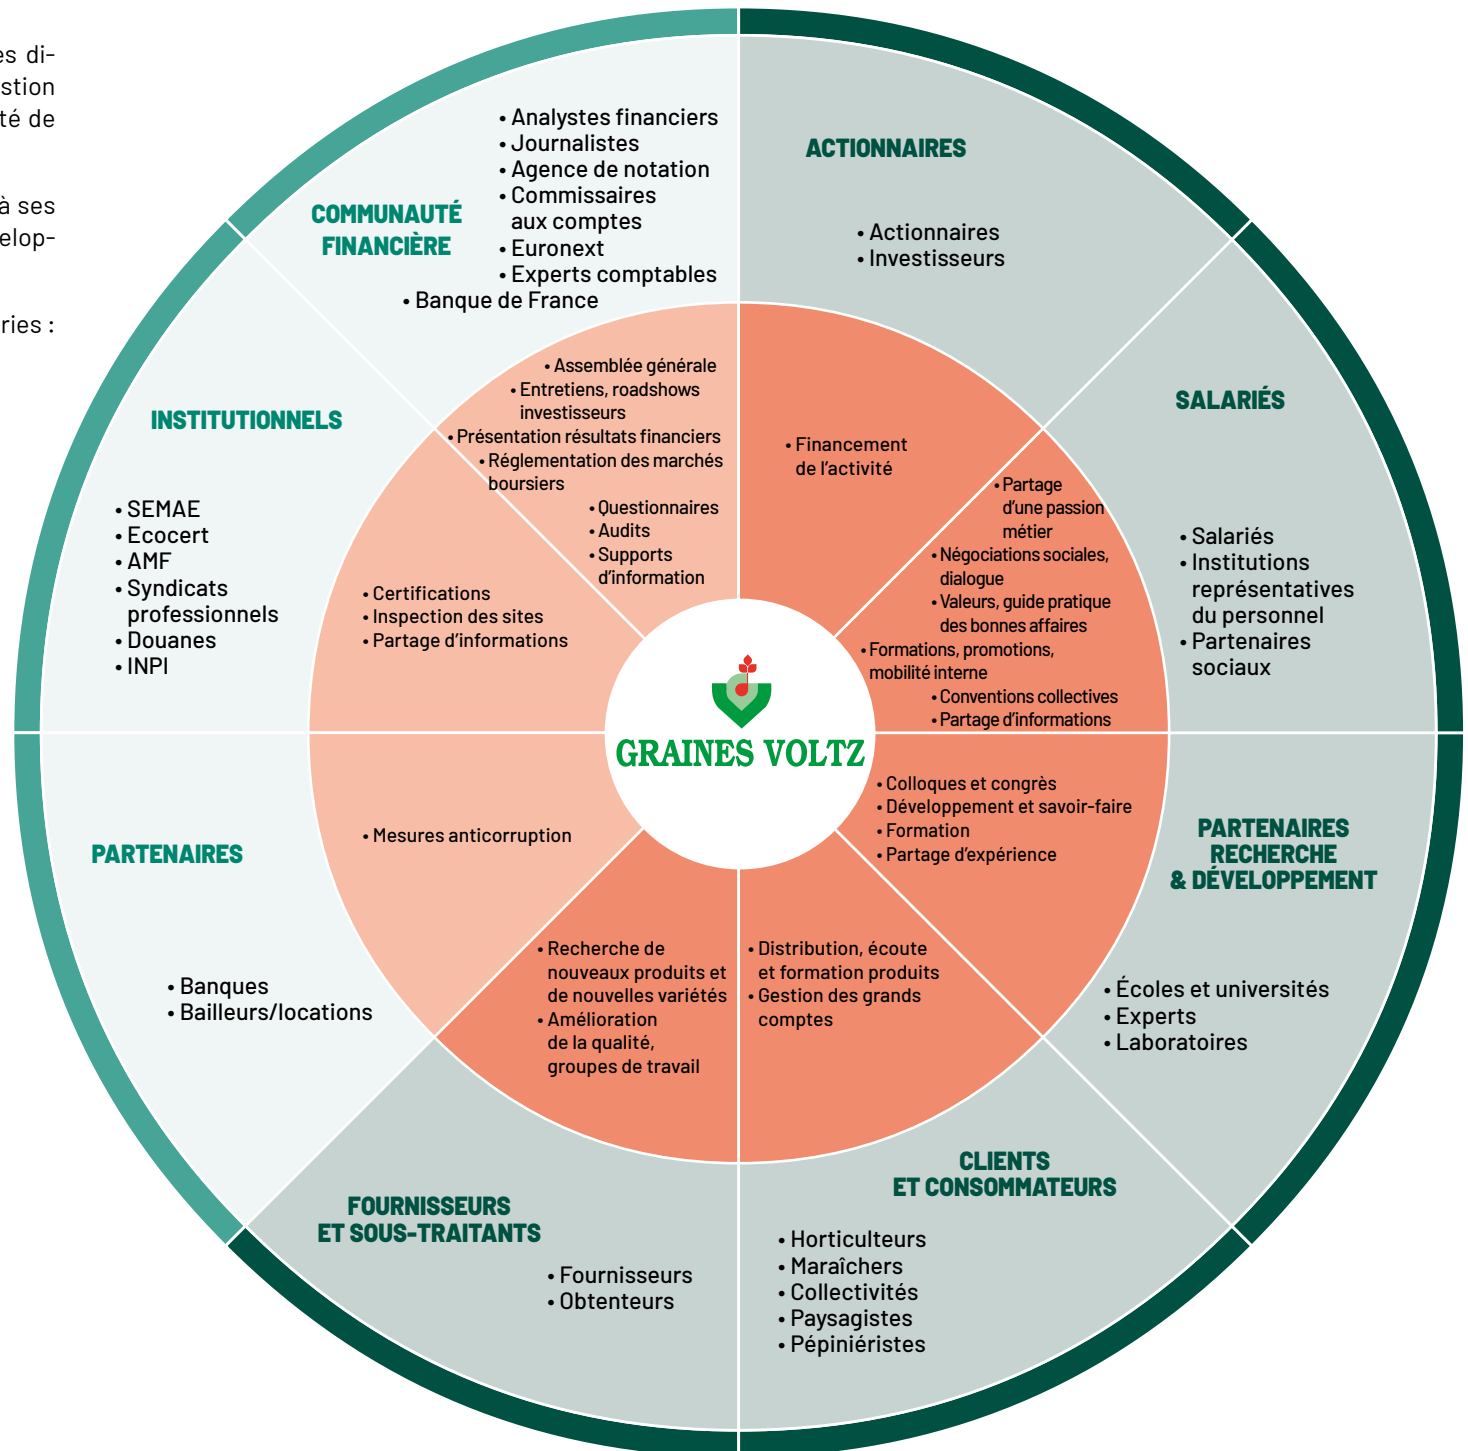 es di-
stion
té de
à ses
elop-
ries :
COMMUNAUTÉ
FINANCIÈRE
• Analystes financiers
• Journalistes
• Agence de notation
• Commissaires
aux comptes
• Euronext
• Experts comptables
• Banque de France
ACTIONNAIRES
• Actionnaires
• Investisseurs
SALARIÉS
• Salariés
• Institutions
représentatives
du personnel
• Partenaires
sociaux
PARTENAIRES
RECHERCHE
& DÉVELOPPEMENT
• Écoles et universités
• Experts
• Laboratoires
CLIENTS
ET CONSOMMATEURS
• Horticulteurs
• Maraîchers
• Collectivités
• Paysagistes
• Pépiniéristes
FOURNISSEURS
ET SOUS-TRAITANTS
• Fournisseurs
• Obtenteurs
PARTENAIRES
• Banques
• Bailleurs/locations
INSTITUTIONNELS
• SEMAE
• Ecocert
• AMF
• Syndicats
professionnels
• Douanes
• INPI
• Assemblée générale
• Entretiens, roadshows
investisseurs
• Présentation résultats financiers
• Réglementation des marchés
boursiers
• Questionnaires
• Audits
• Supports
d'information
• Financement
de l'activité
• Partage
d'une passion
métier
• Négociations sociales,
dialogue
• Valeurs, guide pratique
des bonnes affaires
• Formations, promotions,
mobilité interne
• Conventions collectives
• Partage d'informations
• Colloques et congrès
• Développement et savoir-faire
• Formation
• Partage d'expérience
• Distribution, écoute
et formation produits
• Gestion des grands
comptes
• Recherche de
nouveaux produits et
de nouvelles variétés
• Amélioration
de la qualité,
groupes de travail
• Mesures anticorruption
• Certifications
• Inspection des sites
• Partage d'informations
GRAINES VOLTZ